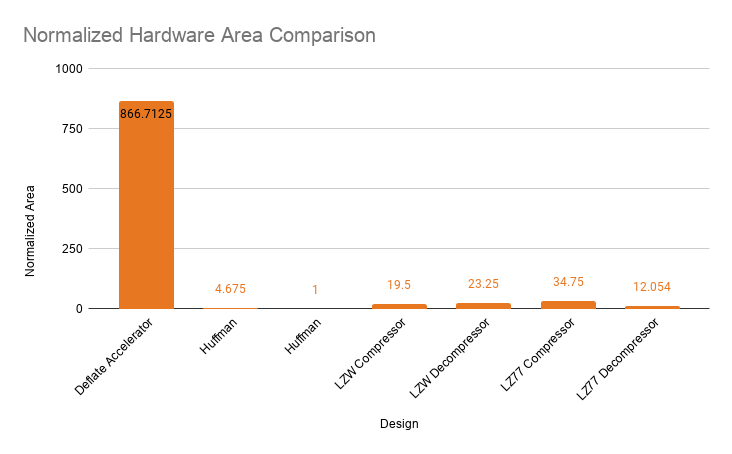 Normalized Hardware Area Comparison
1000
750
500
250
0
Normalized Area
866.7125
4.675
1
19.5
23.25
34.75
12.054
Deflate Accelerator
Huffman
Huffman
LZW Compressor
LZW Decompressor
LZ77 Compressor
LZ77 Decompressor
Design